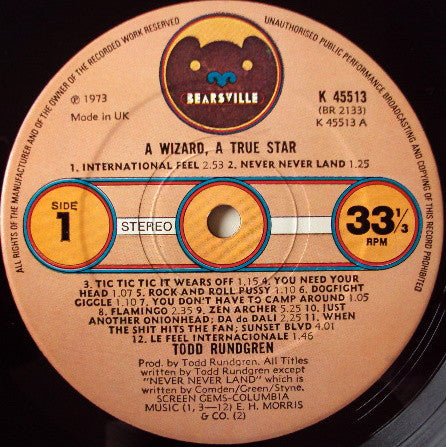 MANUFACTURER AND OF THE OWNER OF THE RECORDED WORK RESERVED
UNAUTHORISED PUBLIC PERFORMANCE BROADCASTING AND COPYING OF THIS RECORD PROHIBITED
ALL RIGHTS OF THE
BEARSVILLE
℗ 1973
Made in UK
K 45513
(BR 2133)
K 45513 A
A WIZARD, A TRUE STAR
1. INTERNATIONAL FEEL 2.53 2. NEVER NEVER LAND 1.25
SIDE
1
STEREO
33⅓
RPM
3. TIC TIC TIC IT WEARS OFF 1.15 4. YOU NEED YOUR
HEAD 1.07 5. ROCK AND ROLL PUSSY 1.10 6. DOGFIGHT
GIGGLE 1.10 7. YOU DON'T HAVE TO CAMP AROUND 1.05
8. FLAMINGO 2.35 9. ZEN ARCHER 5.25 10. JUST
ANOTHER ONIONHEAD; DA da DALI 2.25 11. WHEN
THE SHIT HITS THE FAN; SUNSET BLVD 4.01
12. LE FEEL INTERNACIONALE 1.46
TODD RUNDGREN
Prod. by Todd Rundgren. All Titles
written by Todd Rundgren except
"NEVER NEVER LAND" which is
written by Comden/Green/Styne.
SCREEN GEMS-COLUMBIA
MUSIC (1, 3—12) E. H. MORRIS
& CO. (2)